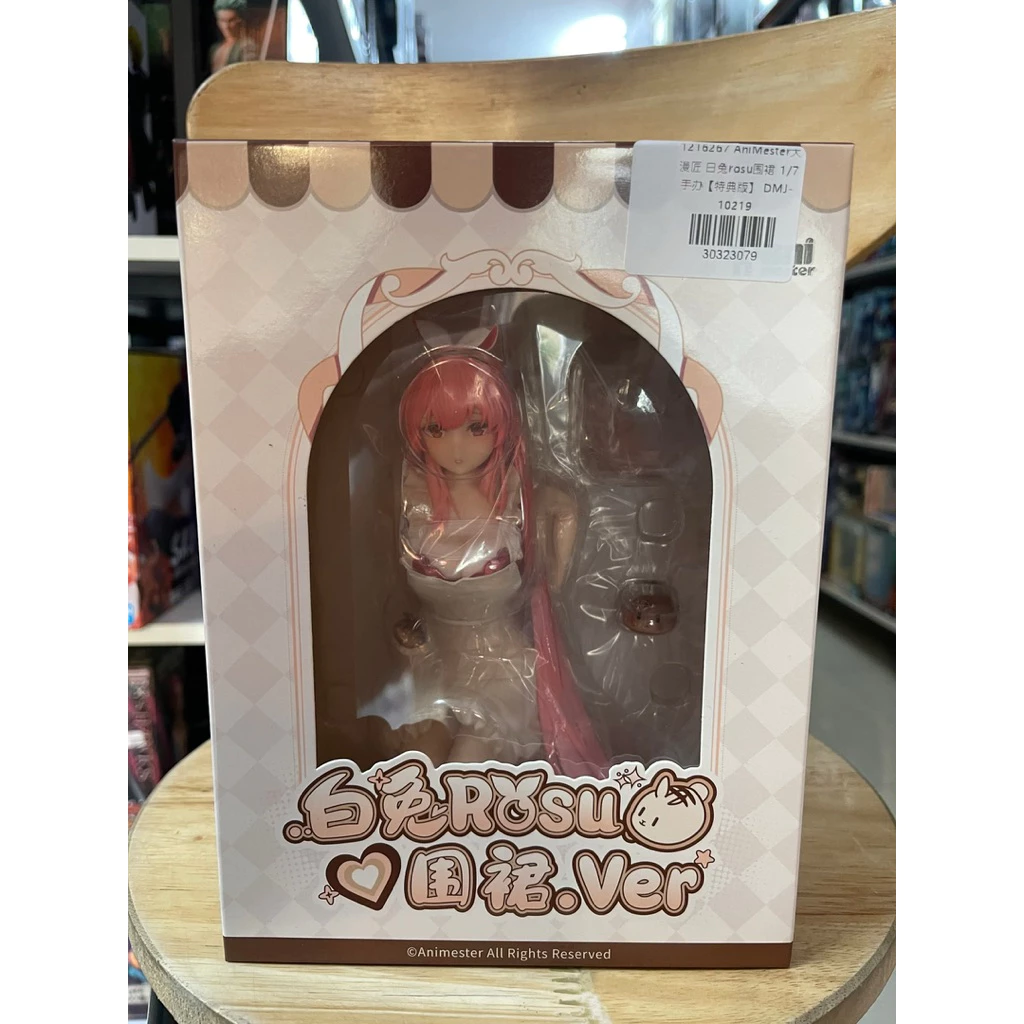 1216267 AniMester大
漫匠 白兔rosu围裙 1/7
手办【特典版】 DMJ-
10219
30323079
白兔Rosu
围裙.Ver
©Animester All Rights Reserved